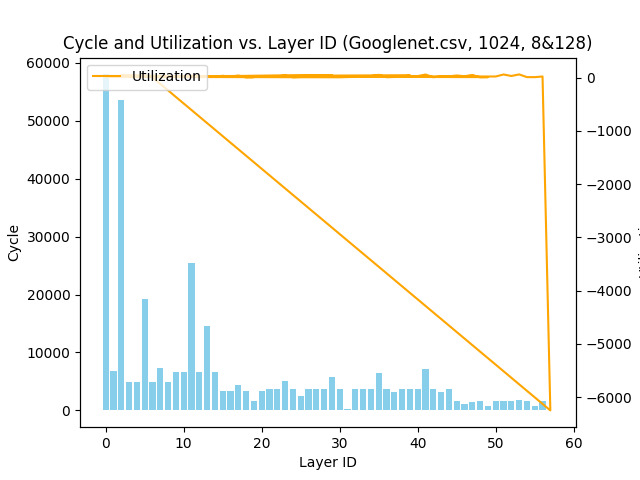 Cycle and Utilization vs. Layer ID (Googlenet.csv, 1024, 8&128)
Utilization
60000
50000
40000
30000
20000
10000
0
Cycle
0
−1000
−2000
−3000
−4000
−5000
−6000
0 10 20 30 40 50 60
Layer ID